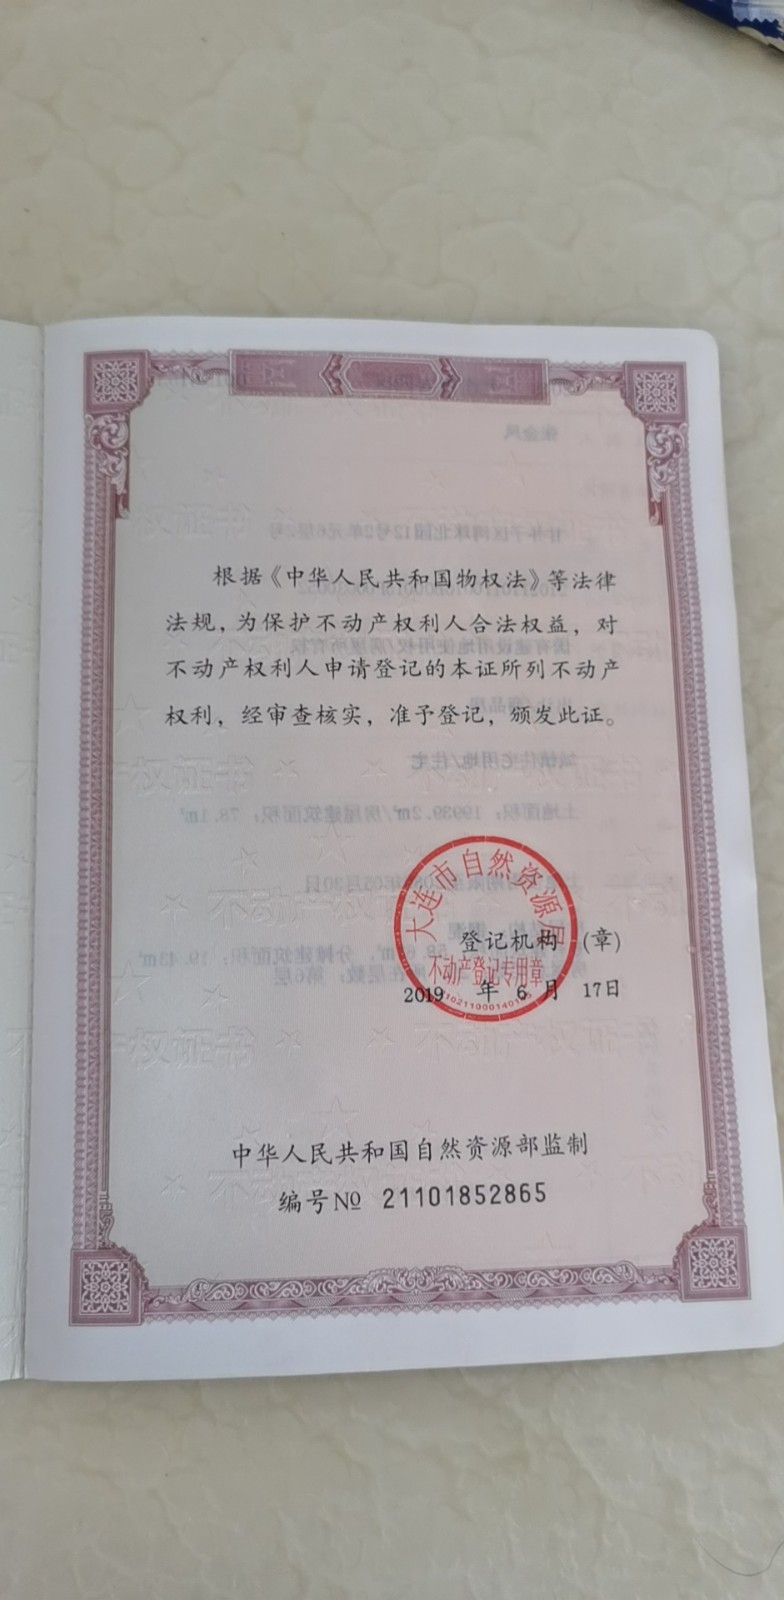 根据《中华人民共和国物权法》等法律
法规，为保护不动产权利人合法权益，对
不动产权利人申请登记的本证所列不动产
权利，经审查核实，准予登记，颁发此证。
大连市自然资源局
登记机构 (章)
不动产登记专用章
2019 年 6 月 17日
中华人民共和国自然资源部监制
编号№ 21101852865